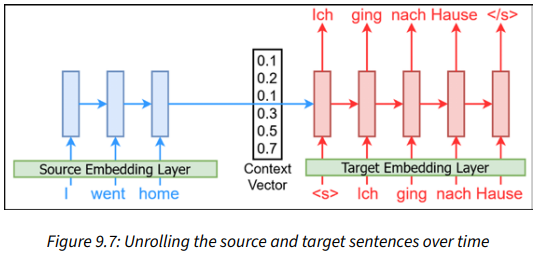 Ich ging nach Hause </s>
0.1
0.2
0.1
0.3
0.5
0.7
Source Embedding Layer
Context
Vector
Target Embedding Layer
I went home
<s> Ich ging nach Hause
Figure 9.7: Unrolling the source and target sentences over time